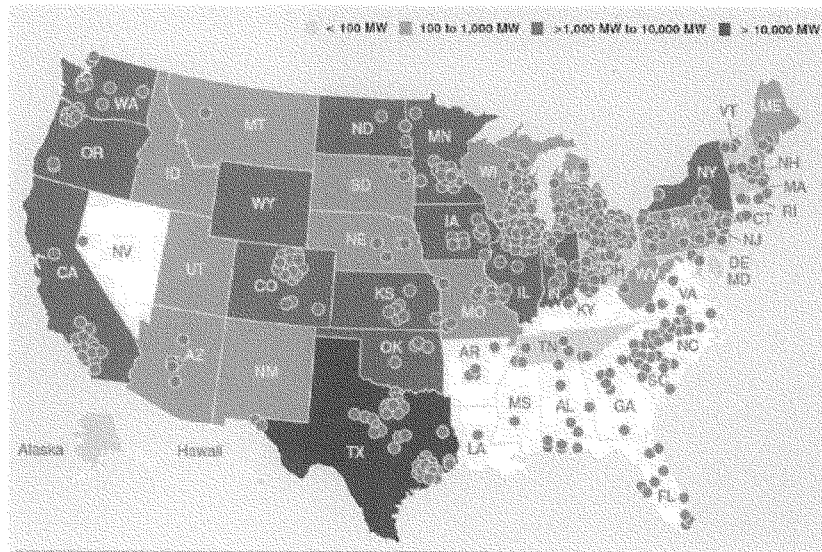 < 100 MW 100 to 1,000 MW >1,000 MW to 10,000 MW > 10,000 MW
WA
MT
ND
MN
VT
ME
OR
ID
SD
WI
MI
NY
NH
MA
WY
IA
RI
CT
NV
NE
PA
NJ
CA
UT
CO
IL
IN
OH
WV
DE
MD
KS
MO
KY
VA
AZ
NM
OK
AR
TN
NC
SC
TX
MS
AL
GA
Alaska
Hawaii
LA
FL